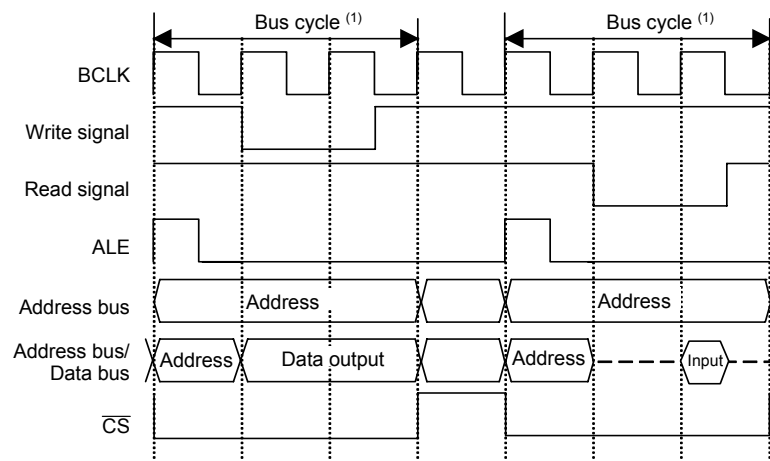 Bus cycle (1) Bus cycle (1)
BCLK
Write signal
Read signal
ALE
Address bus Address Address
Address bus/
Data bus Address Data output Address Input
CS